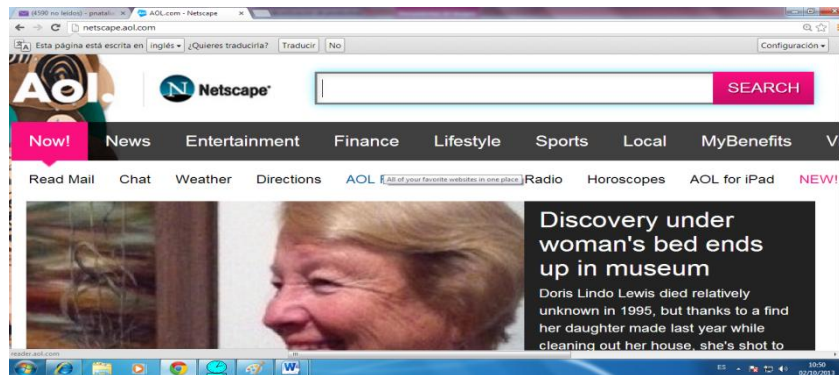 (4590 no leídos) - pnatali
AOL.com - Netscape
netscape.aol.com
Esta página está escrita en inglés ¿Quieres traducirla? Traducir No Configuración
Aol.
N Netscape
SEARCH
Now! News Entertainment Finance Lifestyle Sports Local MyBenefits V
Read Mail Chat Weather Directions AOL All of your favorite websites in one place Radio Horoscopes AOL for iPad NEW!
Discovery under
woman's bed ends
up in museum
Doris Lindo Lewis died relatively
unknown in 1995, but thanks to a find
her daughter made last year while
cleaning out her house, she's shot to
reader.aol.com
W
ES
10:50
02/10/2013